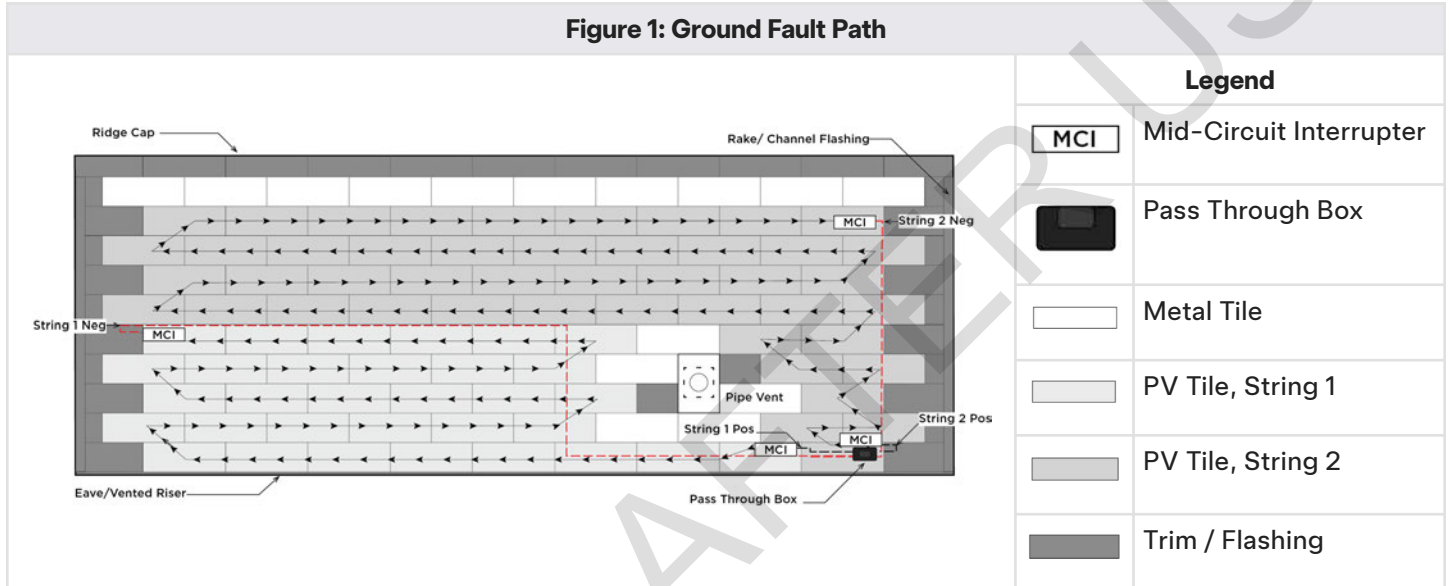 Figure 1: Ground Fault Path
Ridge Cap
Rake/ Channel Flashing
MCI
String 2 Neg
String 1 Neg
MCI
Pipe Vent
String 1 Pos
String 2 Pos
MCI
MCI
Eave/Vented Riser
Pass Through Box
Legend
MCI
Mid-Circuit Interrupter
Pass Through Box
Metal Tile
PV Tile, String 1
PV Tile, String 2
Trim / Flashing
AFTER